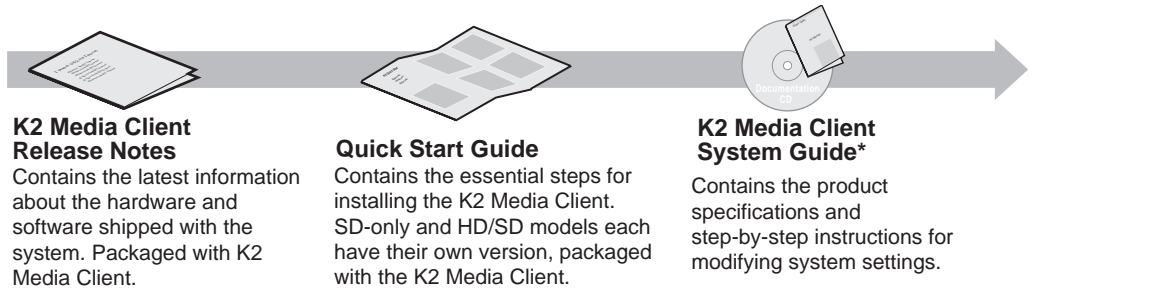 K2 Media Client
Release Notes
Contains the latest information
about the hardware and
software shipped with the
system. Packaged with K2
Media Client.
Quick Start Guide
Contains the essential steps for
installing the K2 Media Client.
SD-only and HD/SD models each
have their own version, packaged
with the K2 Media Client.
Documentation
CD
K2 Media Client
System Guide*
Contains the product
specifications and
step-by-step instructions for
modifying system settings.